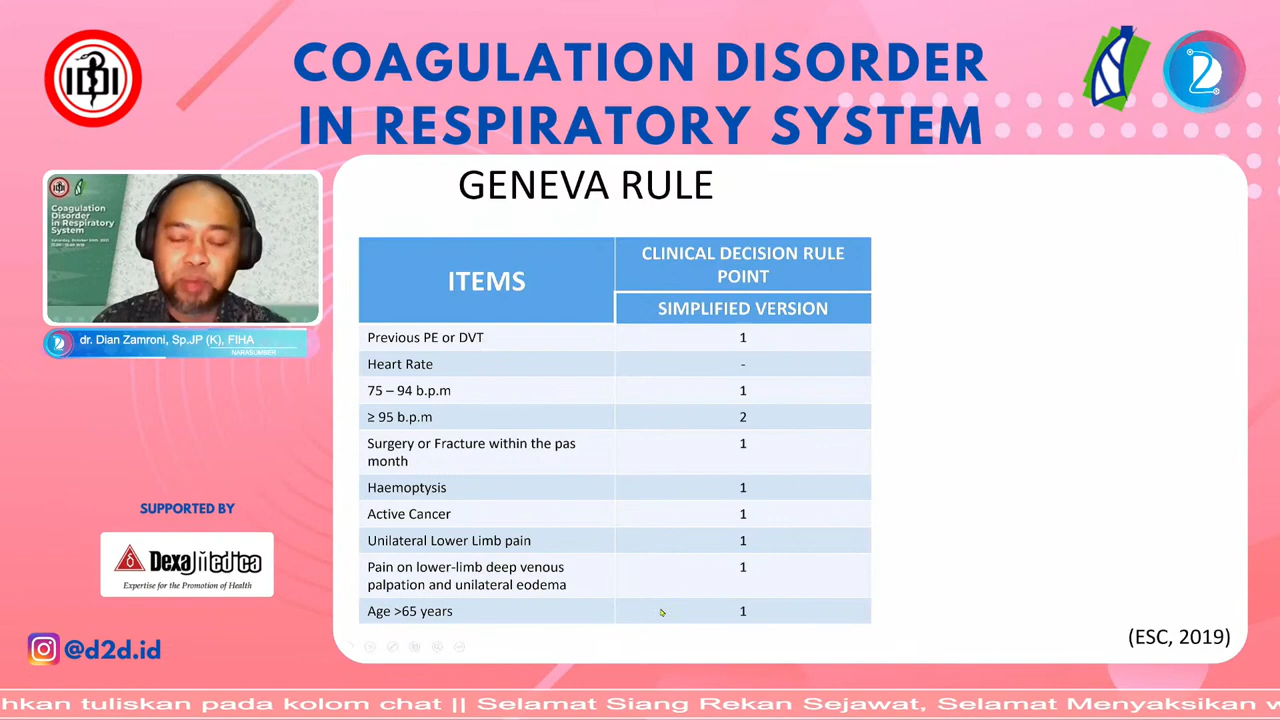 COAGULATION DISORDER
IN RESPIRATORY SYSTEM
IDI
D
GENEVA RULE
Coagulation
Disorder
in Respiratory
System
dr. Dian Zamroni, Sp.JP (K), FIHA
NARASUMBER
ITEMS
CLINICAL DECISION RULE
POINT
SIMPLIFIED VERSION
Previous PE or DVT 1
Heart Rate -
75 – 94 b.p.m 1
≥ 95 b.p.m 2
Surgery or Fracture within the pas
month 1
Haemoptysis 1
Active Cancer 1
Unilateral Lower Limb pain 1
Pain on lower-limb deep venous
palpation and unilateral eodema 1
Age >65 years 1
(ESC, 2019)
SUPPORTED BY
Dexa Medica
Expertise for the Promotion of Health
@d2d.id
hkan tuliskan pada kolom chat || Selamat Siang Rekan Sejawat, Selamat Menyaksikan